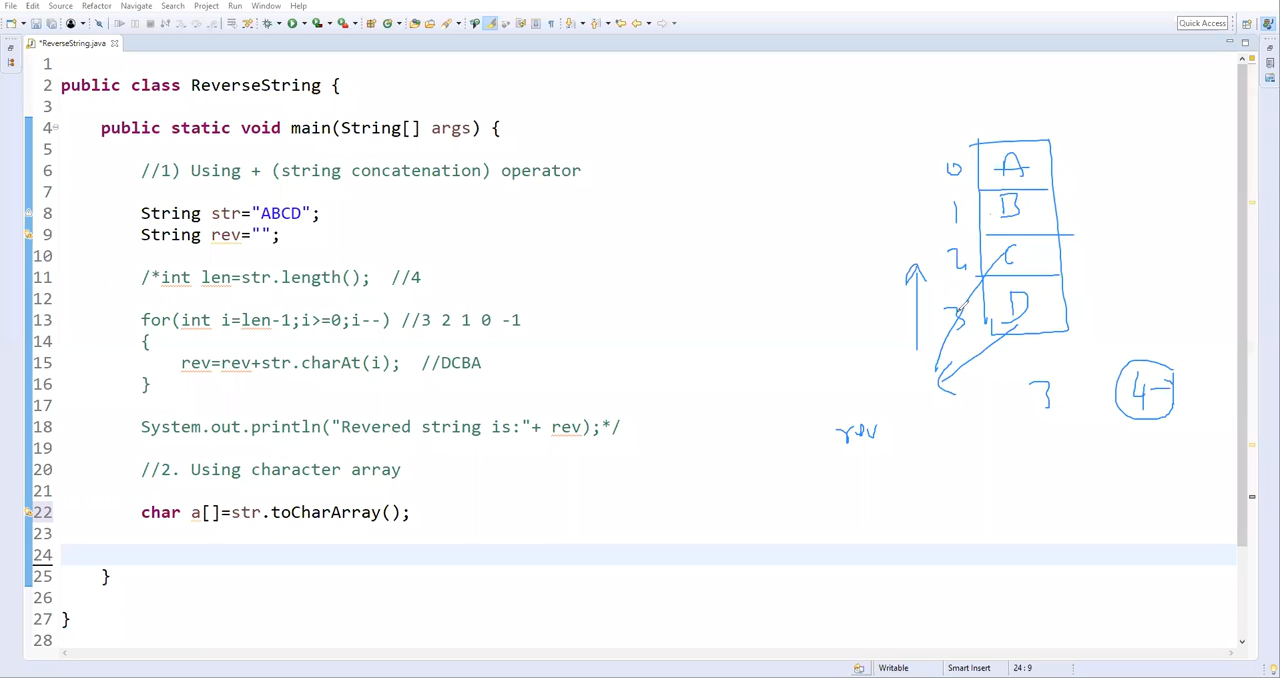 File Edit Source Refactor Navigate Search Project Run Window Help
Quick Access
*ReverseString.java
1
2 public class ReverseString {
3
4 public static void main(String[] args) {
5
6 //1) Using + (string concatenation) operator
7
8 String str="ABCD";
9 String rev="";
10
11 /*int len=str.length(); //4
12
13 for(int i=len-1;i>=0;i--) //3 2 1 0 -1
14 {
15 rev=rev+str.charAt(i); //DCBA
16 }
17
18 System.out.println("Revered string is:"+ rev);*/
19
20 //2. Using character array
21
22 char a[]=str.toCharArray();
23
24
25 }
26
27 }
28
0 A
1 B
2 C
3 D
3
4-
rev
Writable Smart Insert 24 : 9